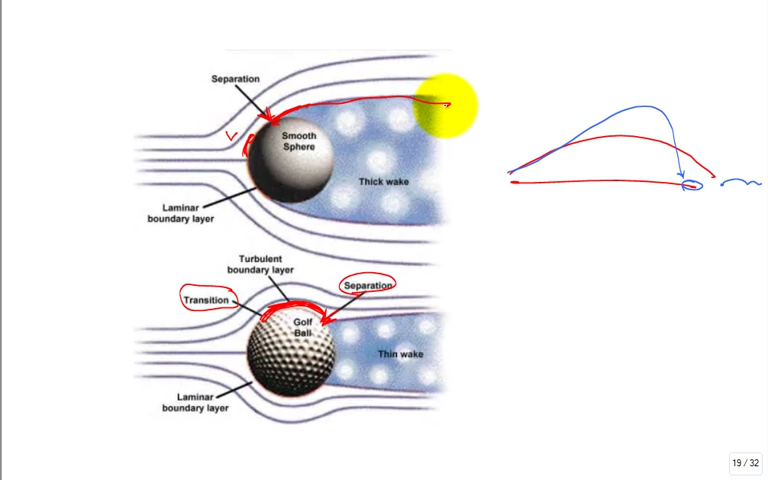 Separation
Smooth
Sphere
Thick wake
Laminar
boundary layer
Turbulent
boundary layer
Separation
Transition
Golf
Ball
Thin wake
Laminar
boundary layer
19 / 32